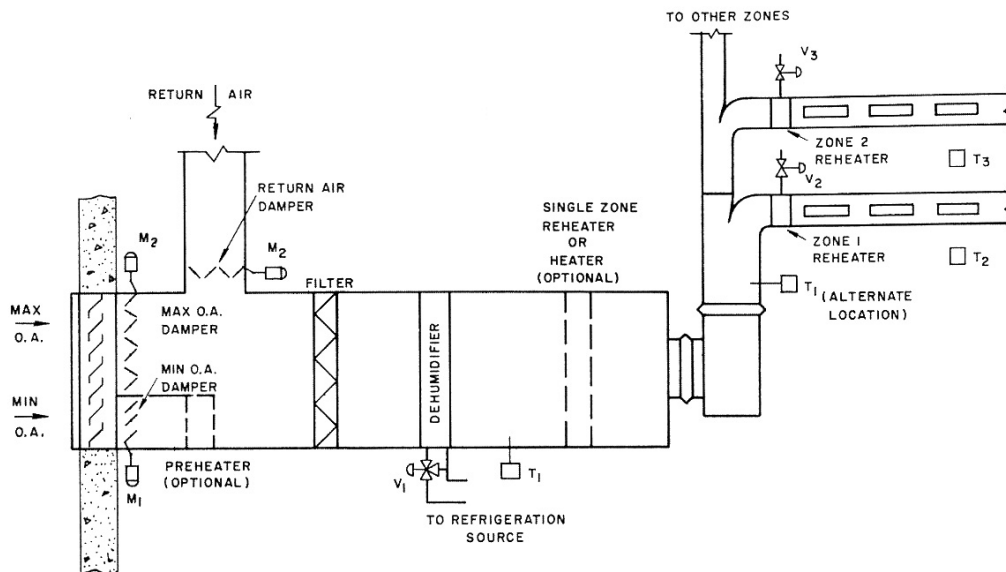 TO OTHER ZONES
V3
RETURN AIR
ZONE 2
REHEATER
T3
V2
RETURN AIR
DAMPER
SINGLE ZONE
REHEATER
OR
HEATER
(OPTIONAL)
M2
M2
ZONE 1
REHEATER
T2
FILTER
T1 (ALTERNATE
LOCATION)
MAX
O.A.
MAX O.A.
DAMPER
MIN O.A.
DAMPER
DEHUMIDIFIER
MIN
O.A.
PREHEATER
(OPTIONAL)
M1
V1
T1
TO REFRIGERATION
SOURCE